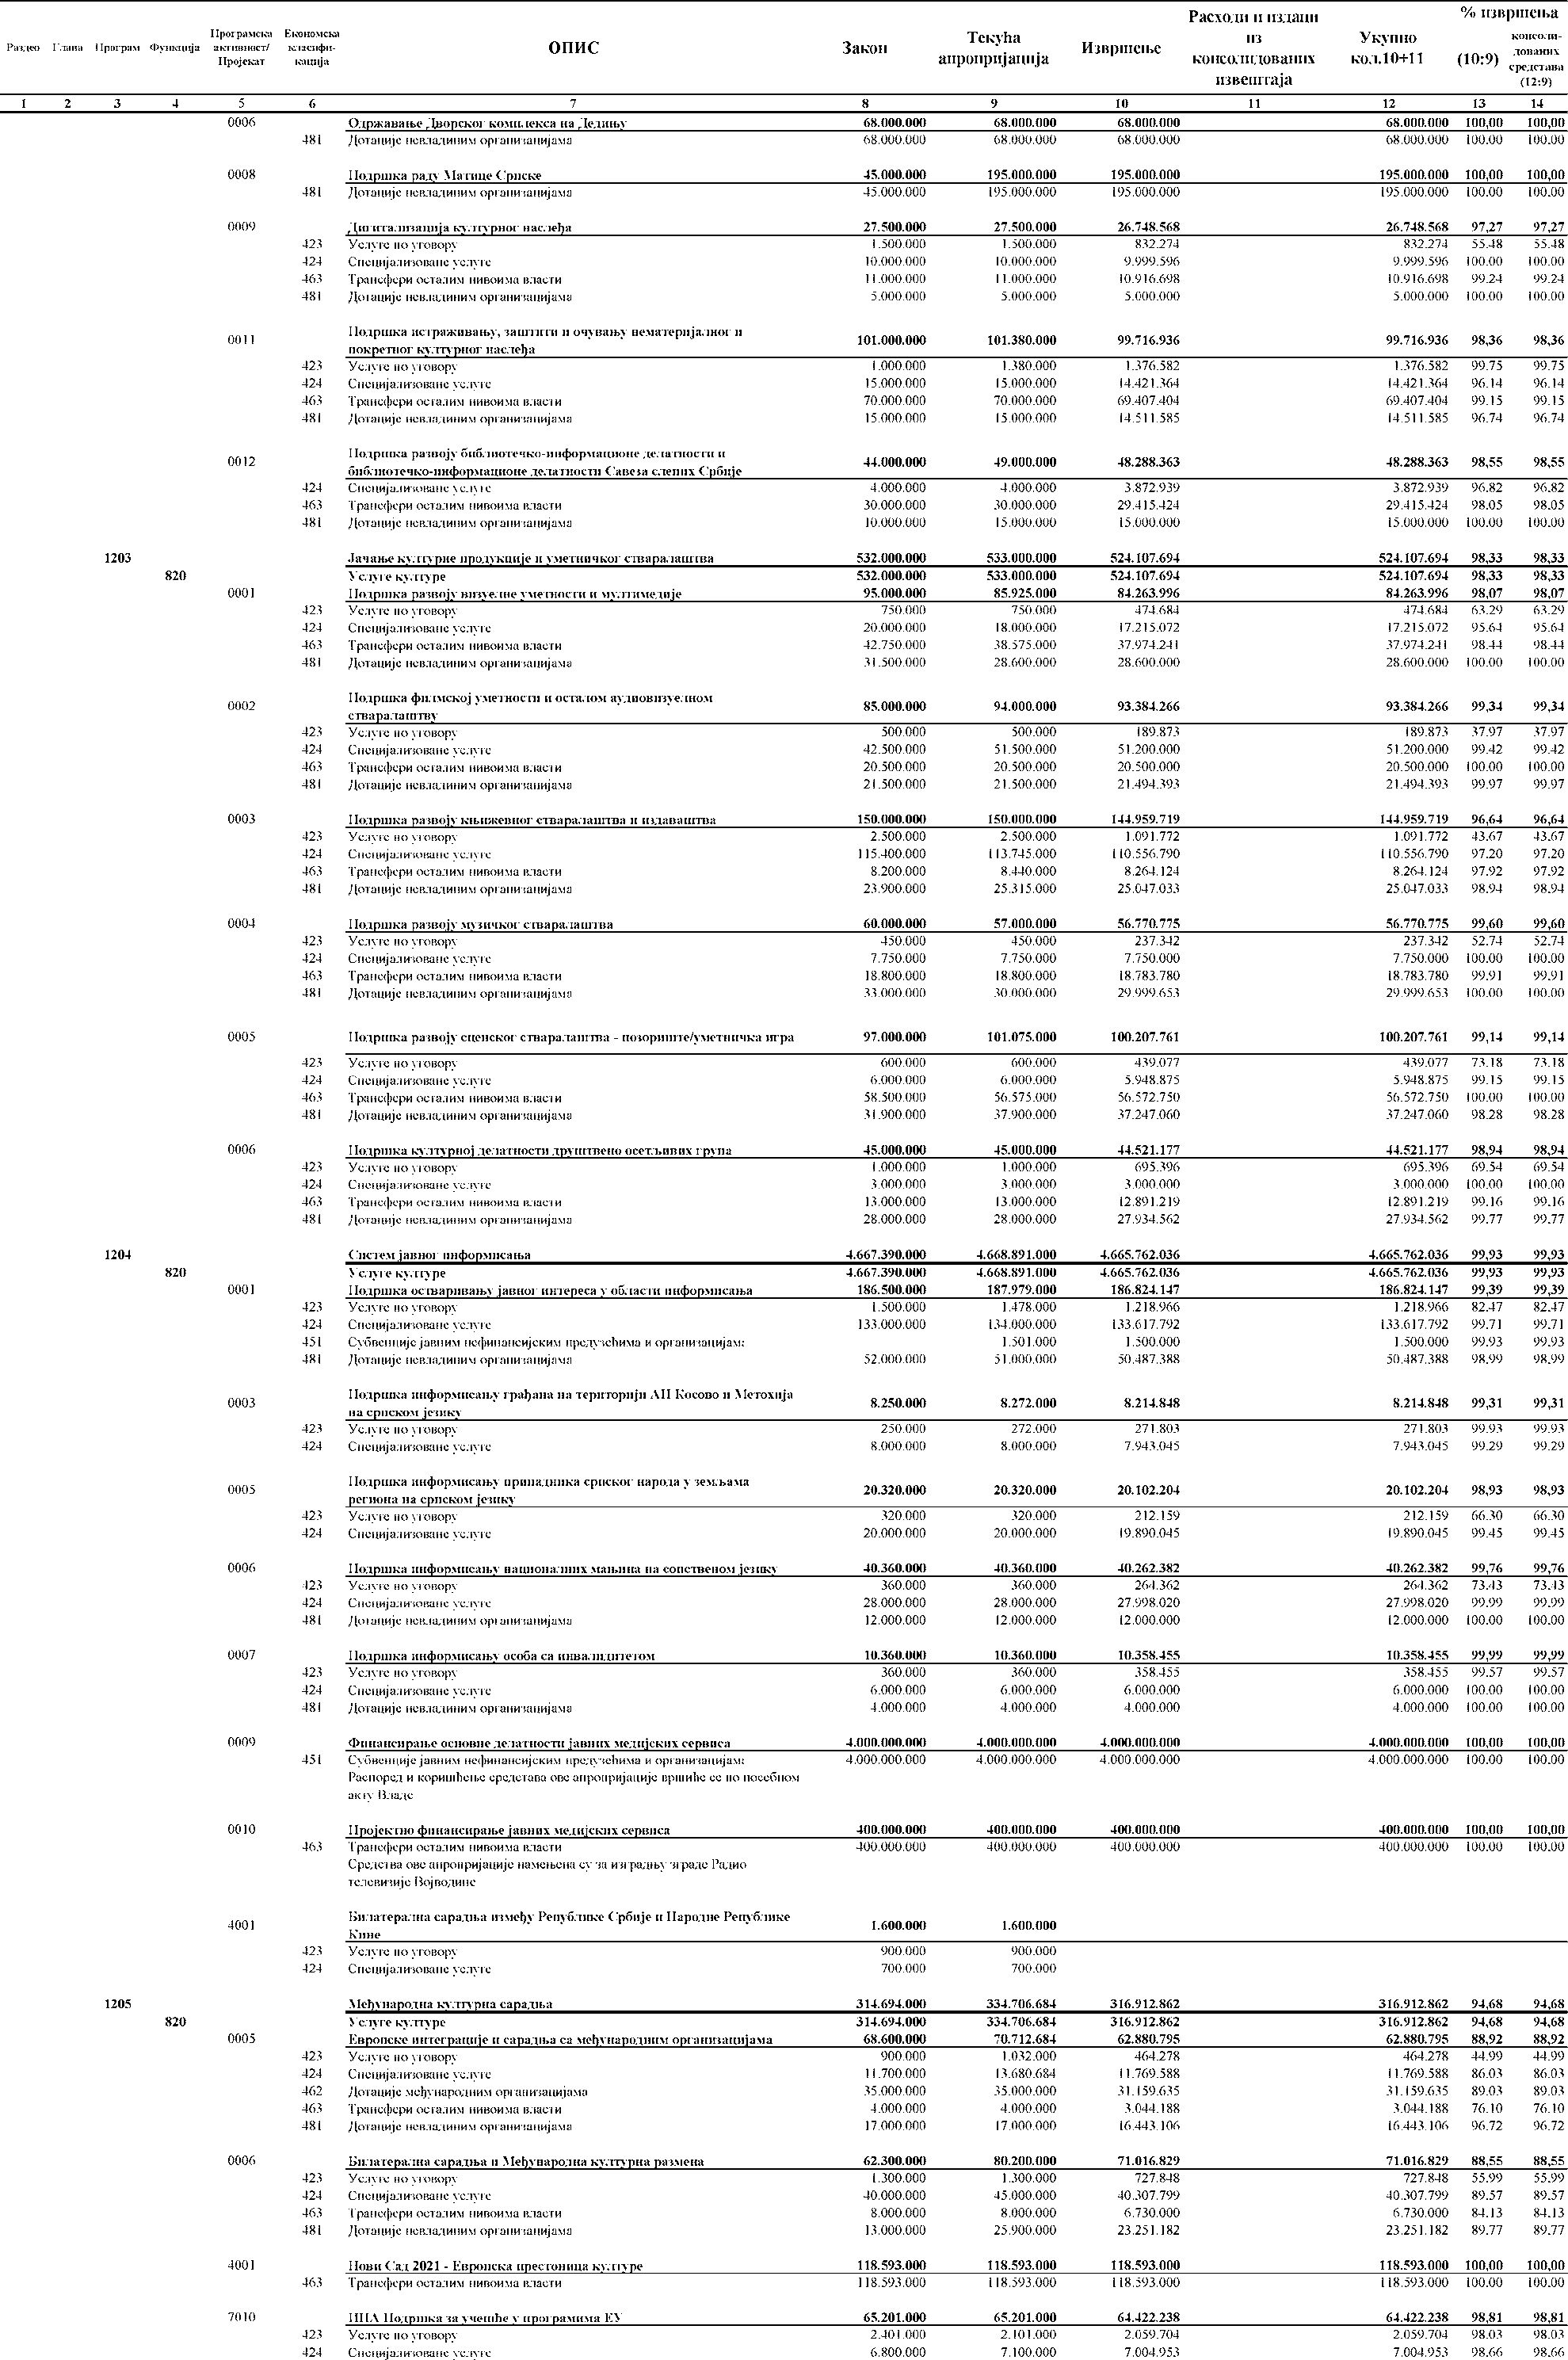 Раздео Глава Програм Функција Програмска активност/ Пројекат Економска класифи- кација ОПИС Закон Текућа апропријација Извршење Расходи и издаци из консолидованих извештаја Укупно кол.10+11 % извршења (10:9) консоли- дованих средстава (12:9)
1 2 3 4 5 6 7 8 9 10 11 12 13 14
0006 Одржавање Дворског комплекса на Дедињу 68.000.000 68.000.000 68.000.000 68.000.000 100,00 100,00
481 Дотације невладиним организацијама 68.000.000 68.000.000 68.000.000 68.000.000 100.00 100.00
0008 Подршка раду Матице Српске 45.000.000 195.000.000 195.000.000 195.000.000 100,00 100,00
481 Дотације невладиним организацијама 45.000.000 195.000.000 195.000.000 195.000.000 100.00 100.00
0009 Дигитализација културног наслеђа 27.500.000 27.500.000 26.748.568 26.748.568 97,27 97,27
423 Услуге по уговору 1.500.000 1.500.000 832.274 832.274 55.48 55.48
424 Специјализоване услуге 10.000.000 10.000.000 9.999.596 9.999.596 100.00 100.00
463 Трансфери осталим нивоима власти 11.000.000 11.000.000 10.916.698 10.916.698 99.24 99.24
481 Дотације невладиним организацијама 5.000.000 5.000.000 5.000.000 5.000.000 100.00 100.00
0011 Подршка истраживању, заштити и очувању нематеријалног и
покретног културног наслеђа 101.000.000 101.380.000 99.716.936 99.716.936 98,36 98,36
423 Услуге по уговору 1.000.000 1.380.000 1.376.582 1.376.582 99.75 99.75
424 Специјализоване услуге 15.000.000 15.000.000 14.421.364 14.421.364 96.14 96.14
463 Трансфери осталим нивоима власти 70.000.000 70.000.000 69.407.404 69.407.404 99.15 99.15
481 Дотације невладиним организацијама 15.000.000 15.000.000 14.511.585 14.511.585 96.74 96.74
0012 Подршка развоју библиотечко-информационе делатности и
библиотечко-информационе делатности Савеза слепих Србије 44.000.000 49.000.000 48.288.363 48.288.363 98,55 98,55
424 Специјализоване услуге 4.000.000 4.000.000 3.872.939 3.872.939 96.82 96.82
463 Трансфери осталим нивоима власти 30.000.000 30.000.000 29.415.424 29.415.424 98.05 98.05
481 Дотације невладиним организацијама 10.000.000 15.000.000 15.000.000 15.000.000 100.00 100.00
1203 Јачање културне продукције и уметничког стваралаштва 532.000.000 533.000.000 524.107.694 524.107.694 98,33 98,33
820 Услуге културе 532.000.000 533.000.000 524.107.694 524.107.694 98,33 98,33
0001 Подршка развоју визуелне уметности и мултимедије 95.000.000 85.925.000 84.263.996 84.263.996 98,07 98,07
423 Услуге по уговору 750.000 750.000 474.684 474.684 63.29 63.29
424 Специјализоване услуге 20.000.000 18.000.000 17.215.072 17.215.072 95.64 95.64
463 Трансфери осталим нивоима власти 42.750.000 38.575.000 37.974.241 37.974.241 98.44 98.44
481 Дотације невладиним организацијама 31.500.000 28.600.000 28.600.000 28.600.000 100.00 100.00
0002 Подршка филмској уметности и осталом аудиовизуелном
стваралаштву 85.000.000 94.000.000 93.384.266 93.384.266 99,34 99,34
423 Услуге по уговору 500.000 500.000 189.873 189.873 37.97 37.97
424 Специјализоване услуге 42.500.000 51.500.000 51.200.000 51.200.000 99.42 99.42
463 Трансфери осталим нивоима власти 20.500.000 20.500.000 20.500.000 20.500.000 100.00 100.00
481 Дотације невладиним организацијама 21.500.000 21.500.000 21.494.393 21.494.393 99.97 99.97
0003 Подршка развоју књижевног стваралаштва и издаваштва 150.000.000 150.000.000 144.959.719 144.959.719 96,64 96,64
423 Услуге по уговору 2.500.000 2.500.000 1.091.772 1.091.772 43.67 43.67
424 Специјализоване услуге 115.400.000 113.745.000 110.556.790 110.556.790 97.20 97.20
463 Трансфери осталим нивоима власти 8.200.000 8.440.000 8.264.124 8.264.124 97.92 97.92
481 Дотације невладиним организацијама 23.900.000 25.315.000 25.047.033 25.047.033 98.94 98.94
0004 Подршка развоју музичког стваралаштва 60.000.000 57.000.000 56.770.775 56.770.775 99,60 99,60
423 Услуге по уговору 450.000 450.000 237.342 237.342 52.74 52.74
424 Специјализоване услуге 7.750.000 7.750.000 7.750.000 7.750.000 100.00 100.00
463 Трансфери осталим нивоима власти 18.800.000 18.800.000 18.783.780 18.783.780 99.91 99.91
481 Дотације невладиним организацијама 33.000.000 30.000.000 29.999.653 29.999.653 100.00 100.00
0005 Подршка развоју сценског стваралаштва - позориште/уметничка игра 97.000.000 101.075.000 100.207.761 100.207.761 99,14 99,14
423 Услуге по уговору 600.000 600.000 439.077 439.077 73.18 73.18
424 Специјализоване услуге 6.000.000 6.000.000 5.948.875 5.948.875 99.15 99.15
463 Трансфери осталим нивоима власти 58.500.000 56.575.000 56.572.750 56.572.750 100.00 100.00
481 Дотације невладиним организацијама 31.900.000 37.900.000 37.247.060 37.247.060 98.28 98.28
0006 Подршка културној делатности друштвено осетљивих група 45.000.000 45.000.000 44.521.177 44.521.177 98,94 98,94
423 Услуге по уговору 1.000.000 1.000.000 695.396 695.396 69.54 69.54
424 Специјализоване услуге 3.000.000 3.000.000 3.000.000 3.000.000 100.00 100.00
463 Трансфери осталим нивоима власти 13.000.000 13.000.000 12.891.219 12.891.219 99.16 99.16
481 Дотације невладиним организацијама 28.000.000 28.000.000 27.934.562 27.934.562 99.77 99.77
1204 Систем јавног информисања 4.667.390.000 4.668.891.000 4.665.762.036 4.665.762.036 99,93 99,93
820 Услуге културе 4.667.390.000 4.668.891.000 4.665.762.036 4.665.762.036 99,93 99,93
0001 Подршка остваривању јавног интереса у области информисања 186.500.000 187.979.000 186.824.147 186.824.147 99,39 99,39
423 Услуге по уговору 1.500.000 1.478.000 1.218.966 1.218.966 82.47 82.47
424 Специјализоване услуге 133.000.000 134.000.000 133.617.792 133.617.792 99.71 99.71
451 Субвенције јавним нефинансијским предузећима и организацијама 1.501.000 1.500.000 1.500.000 99.93 99.93
481 Дотације невладиним организацијама 52.000.000 51.000.000 50.487.388 50.487.388 98.99 98.99
0003 Подршка информисању грађана на територији АП Косово и Метохија
на српском језику 8.250.000 8.272.000 8.214.848 8.214.848 99,31 99,31
423 Услуге по уговору 250.000 272.000 271.803 271.803 99.93 99.93
424 Специјализоване услуге 8.000.000 8.000.000 7.943.045 7.943.045 99.29 99.29
0005 Подршка информисању припадника српског народа у земљама
региона на српском језику 20.320.000 20.320.000 20.102.204 20.102.204 98,93 98,93
423 Услуге по уговору 320.000 320.000 212.159 212.159 66.30 66.30
424 Специјализоване услуге 20.000.000 20.000.000 19.890.045 19.890.045 99.45 99.45
0006 Подршка информисању националних мањина на сопственом језику 40.360.000 40.360.000 40.262.382 40.262.382 99,76 99,76
423 Услуге по уговору 360.000 360.000 264.362 264.362 73.43 73.43
424 Специјализоване услуге 28.000.000 28.000.000 27.998.020 27.998.020 99.99 99.99
481 Дотације невладиним организацијама 12.000.000 12.000.000 12.000.000 12.000.000 100.00 100.00
0007 Подршка информисању особа са инвалидитетом 10.360.000 10.360.000 10.358.455 10.358.455 99,99 99,99
423 Услуге по уговору 360.000 360.000 358.455 358.455 99.57 99.57
424 Специјализоване услуге 6.000.000 6.000.000 6.000.000 6.000.000 100.00 100.00
481 Дотације невладиним организацијама 4.000.000 4.000.000 4.000.000 4.000.000 100.00 100.00
0009 Финансирање основне делатности јавних медијских сервиса 4.000.000.000 4.000.000.000 4.000.000.000 4.000.000.000 100,00 100,00
451 Субвенције јавним нефинансијским предузећима и организацијама 4.000.000.000 4.000.000.000 4.000.000.000 4.000.000.000 100.00 100.00
Распоред и коришћење средстава ове апропријације вршиће се по посебном
акту Владе
0010 Пројектно финансирање јавних медијских сервиса 400.000.000 400.000.000 400.000.000 400.000.000 100,00 100,00
463 Трансфери осталим нивоима власти 400.000.000 400.000.000 400.000.000 400.000.000 100.00 100.00
Средства ове апропријације намењена су за изградњу зграде Радио
телевизије Војводине
4001 Билатерална сарадња између Републике Србије и Народне Републике
Кине 1.600.000 1.600.000
423 Услуге по уговору 900.000 900.000
424 Специјализоване услуге 700.000 700.000
1205 Међународна културна сарадња 314.694.000 334.706.684 316.912.862 316.912.862 94,68 94,68
820 Услуге културе 314.694.000 334.706.684 316.912.862 316.912.862 94,68 94,68
0005 Европске интеграције и сарадња са међународним организацијама 68.600.000 70.712.684 62.880.795 62.880.795 88,92 88,92
423 Услуге по уговору 900.000 1.032.000 464.278 464.278 44.99 44.99
424 Специјализоване услуге 11.700.000 13.680.684 11.769.588 11.769.588 86.03 86.03
462 Дотације међународним организацијама 35.000.000 35.000.000 31.159.635 31.159.635 89.03 89.03
463 Трансфери осталим нивоима власти 4.000.000 4.000.000 3.044.188 3.044.188 76.10 76.10
481 Дотације невладиним организацијама 17.000.000 17.000.000 16.443.106 16.443.106 96.72 96.72
0006 Билатерална сарадња и Међународна културна размена 62.300.000 80.200.000 71.016.829 71.016.829 88,55 88,55
423 Услуге по уговору 1.300.000 1.300.000 727.848 727.848 55.99 55.99
424 Специјализоване услуге 40.000.000 45.000.000 40.307.799 40.307.799 89.57 89.57
463 Трансфери осталим нивоима власти 8.000.000 8.000.000 6.730.000 6.730.000 84.13 84.13
481 Дотације невладиним организацијама 13.000.000 25.900.000 23.251.182 23.251.182 89.77 89.77
4001 Нови Сад 2021 - Европска престоница културе 118.593.000 118.593.000 118.593.000 118.593.000 100,00 100,00
463 Трансфери осталим нивоима власти 118.593.000 118.593.000 118.593.000 118.593.000 100.00 100.00
7010 ИПА Подршка за учешће у програмима ЕУ 65.201.000 65.201.000 64.422.238 64.422.238 98,81 98,81
423 Услуге по уговору 2.401.000 2.101.000 2.059.704 2.059.704 98.03 98.03
424 Специјализоване услуге 6.800.000 7.100.000 7.004.953 7.004.953 98.66 98.66